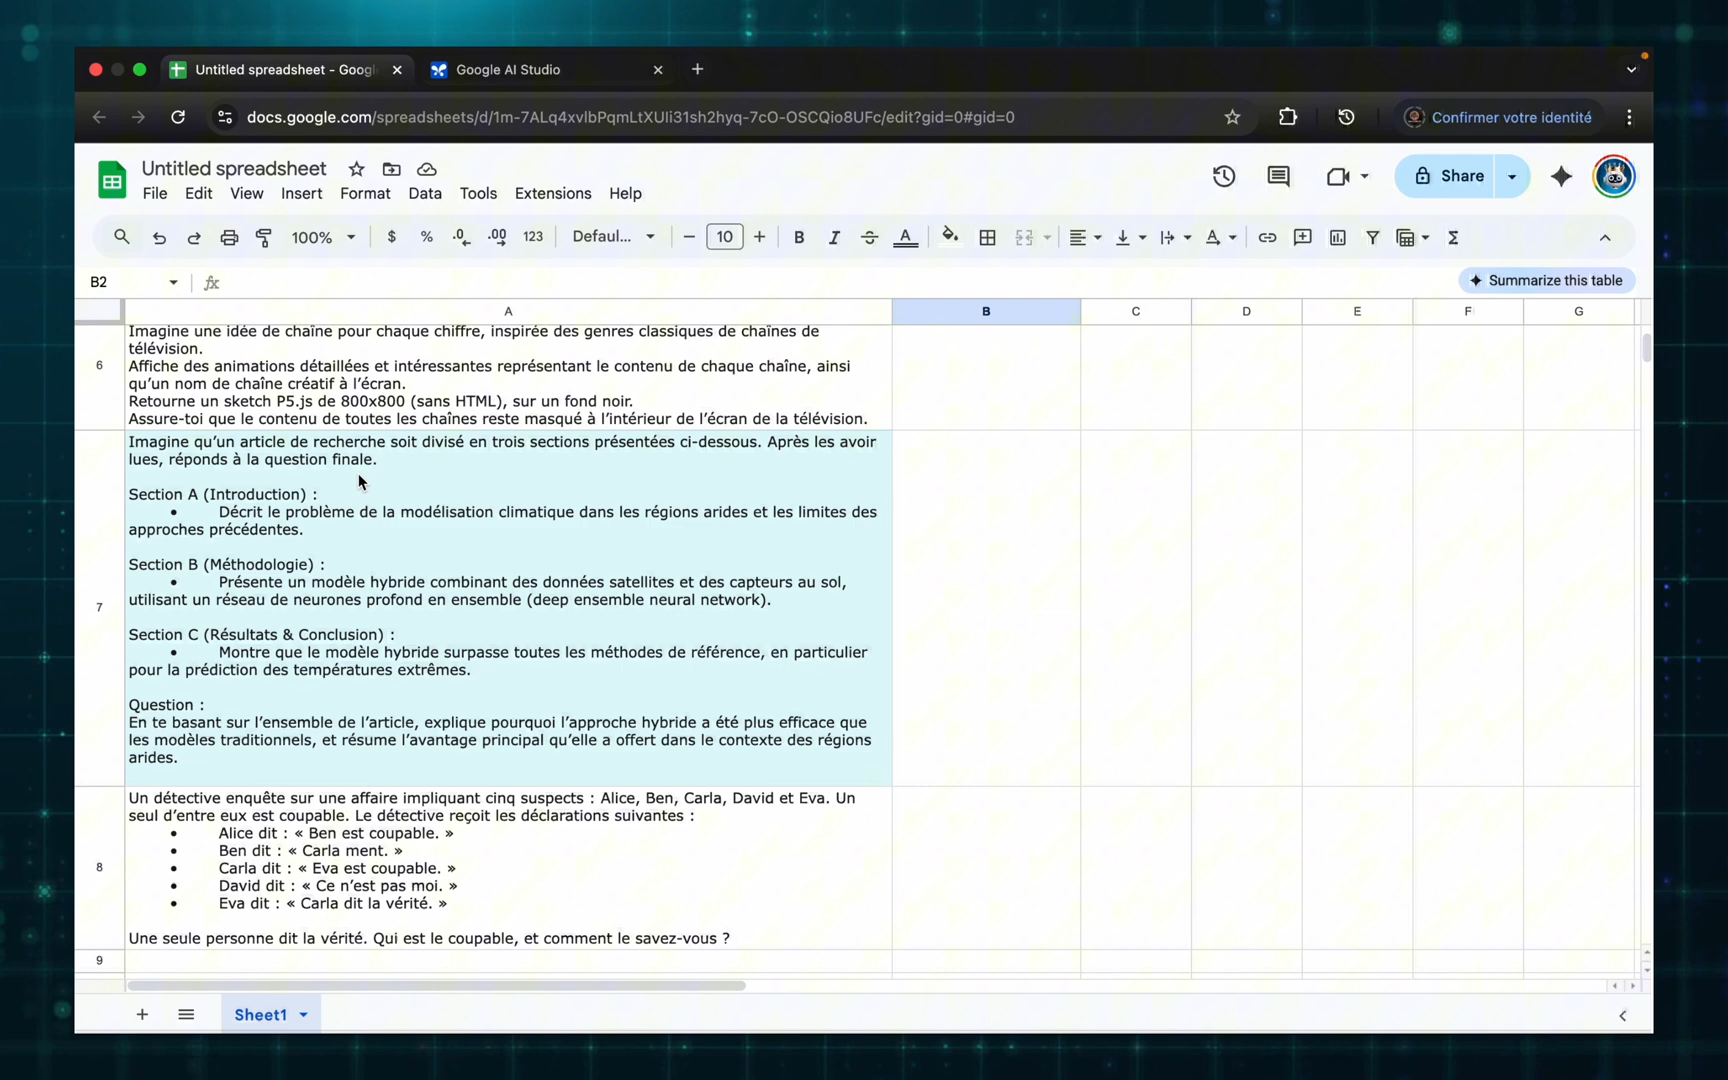 Untitled spreadsheet - Googl
Google AI Studio
docs.google.com/spreadsheets/d/1m-7ALq4xvlbPqmLtXUli31sh2hyq-7cO-OSCQio8UFc/edit?gid=0#gid=0
Confirmer votre identité
Untitled spreadsheet
File Edit View Insert Format Data Tools Extensions Help
Share
100% $ % .0 .00 123 Defaul... 10 B I S A Σ
B2 fx
Summarize this table
A B C D E F G
Imagine une idée de chaîne pour chaque chiffre, inspirée des genres classiques de chaînes de
télévision.
6
Affiche des animations détaillées et intéressantes représentant le contenu de chaque chaîne, ainsi
qu'un nom de chaîne créatif à l'écran.
Retourne un sketch P5.js de 800x800 (sans HTML), sur un fond noir.
Assure-toi que le contenu de toutes les chaînes reste masqué à l'intérieur de l'écran de la télévision.
Imagine qu'un article de recherche soit divisé en trois sections présentées ci-dessous. Après les avoir
lues, réponds à la question finale.
Section A (Introduction) :
• Décrit le problème de la modélisation climatique dans les régions arides et les limites des
approches précédentes.
Section B (Méthodologie) :
• Présente un modèle hybride combinant des données satellites et des capteurs au sol,
utilisant un réseau de neurones profond en ensemble (deep ensemble neural network).
7
Section C (Résultats & Conclusion) :
• Montre que le modèle hybride surpasse toutes les méthodes de référence, en particulier
pour la prédiction des températures extrêmes.
Question :
En te basant sur l'ensemble de l'article, explique pourquoi l'approche hybride a été plus efficace que
les modèles traditionnels, et résume l'avantage principal qu'elle a offert dans le contexte des régions
arides.
Un détective enquête sur une affaire impliquant cinq suspects : Alice, Ben, Carla, David et Eva. Un
seul d'entre eux est coupable. Le détective reçoit les déclarations suivantes :
• Alice dit : « Ben est coupable. »
• Ben dit : « Carla ment. »
8
• Carla dit : « Eva est coupable. »
• David dit : « Ce n'est pas moi. »
• Eva dit : « Carla dit la vérité. »
Une seule personne dit la vérité. Qui est le coupable, et comment le savez-vous ?
9
Sheet1